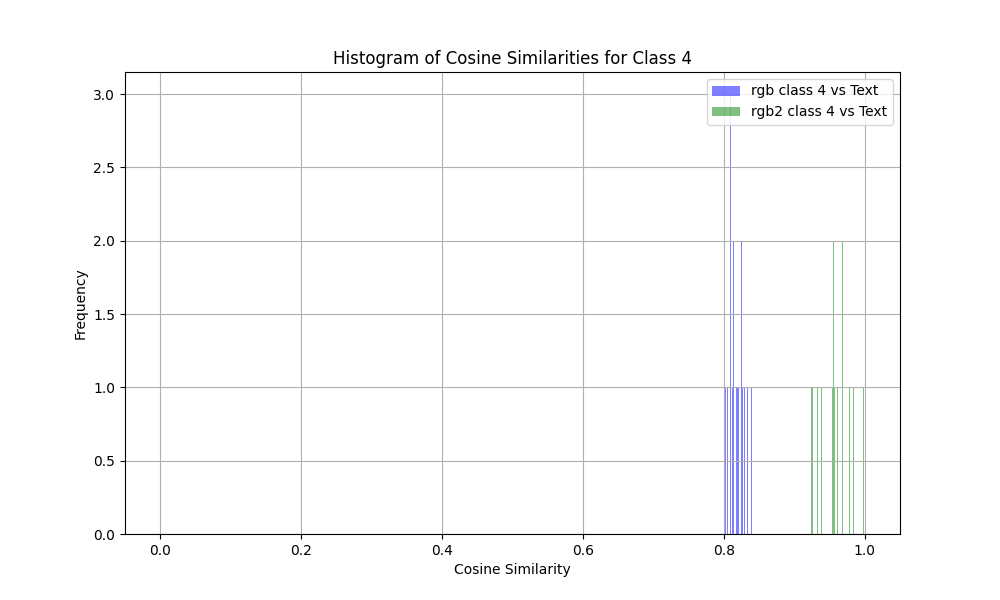 Histogram of Cosine Similarities for Class 4
rgb class 4 vs Text
rgb2 class 4 vs Text
Frequency
3.0
2.5
2.0
1.5
1.0
0.5
0.0
0.0 0.2 0.4 0.6 0.8 1.0
Cosine Similarity